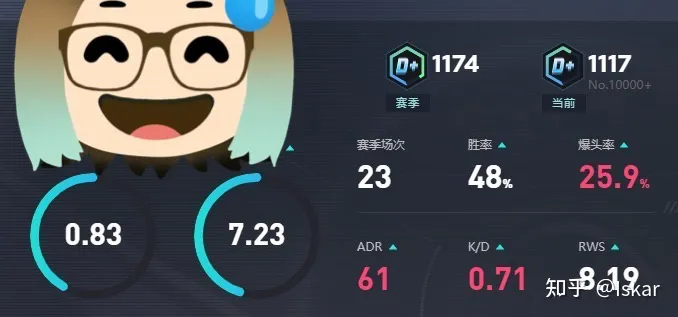 D+ 1174
D+ 1117
No.10000+
赛季
当前
赛季场次
胜率
爆头率
23
48%
25.9%
0.83
7.23
ADR
K/D
RWS
61
0.71
8.19
知乎 @Iskar